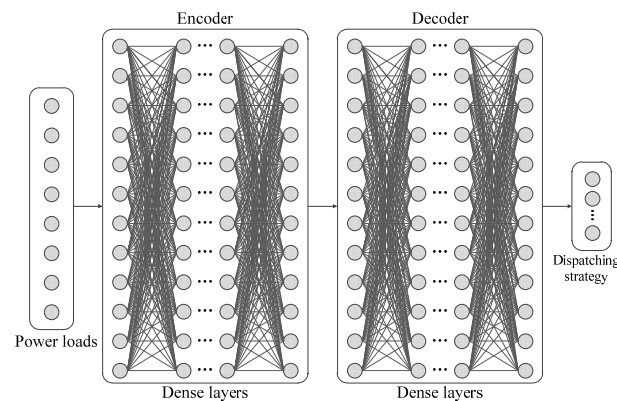 Encoder
Decoder
Power loads
Dispatching
strategy
Dense layers
Dense layers